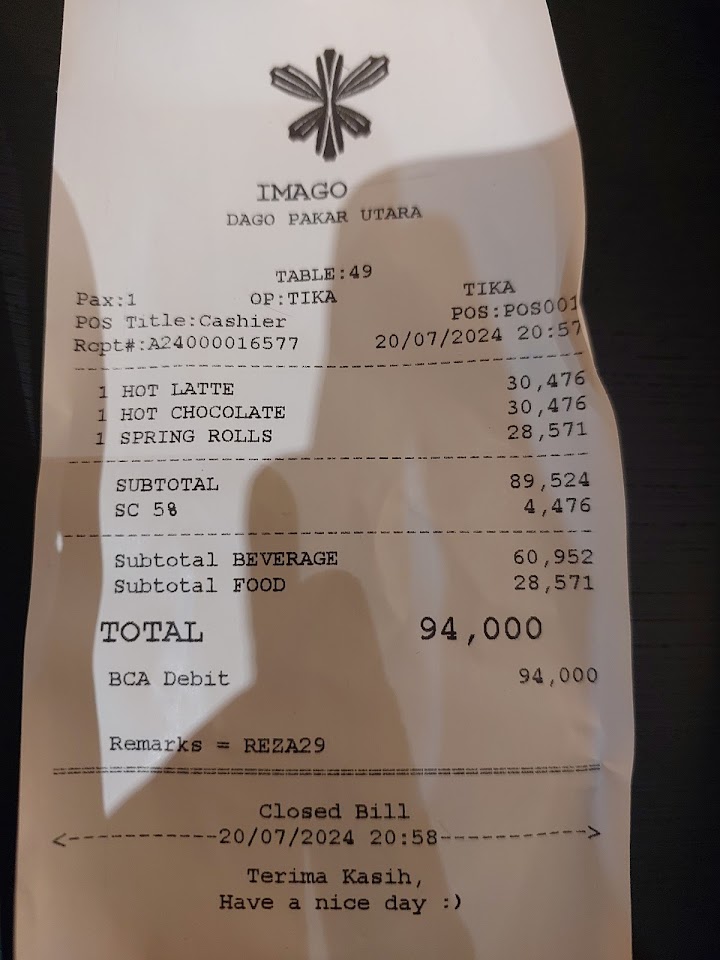 IMAGO
DAGO PAKAR UTARA
TABLE:49
Pax:1 OP:TIKA TIKA
POS Title:Cashier POS:POS001
Rcpt#:A24000016577 20/07/2024 20:57
1 HOT LATTE 30,476
1 HOT CHOCOLATE 30,476
1 SPRING ROLLS 28,571
SUBTOTAL 89,524
SC 5% 4,476
Subtotal BEVERAGE 60,952
Subtotal FOOD 28,571
TOTAL 94,000
BCA Debit 94,000
Remarks = REZA29
Closed Bill
<-----------20/07/2024 20:58----------->
Terima Kasih,
Have a nice day :)